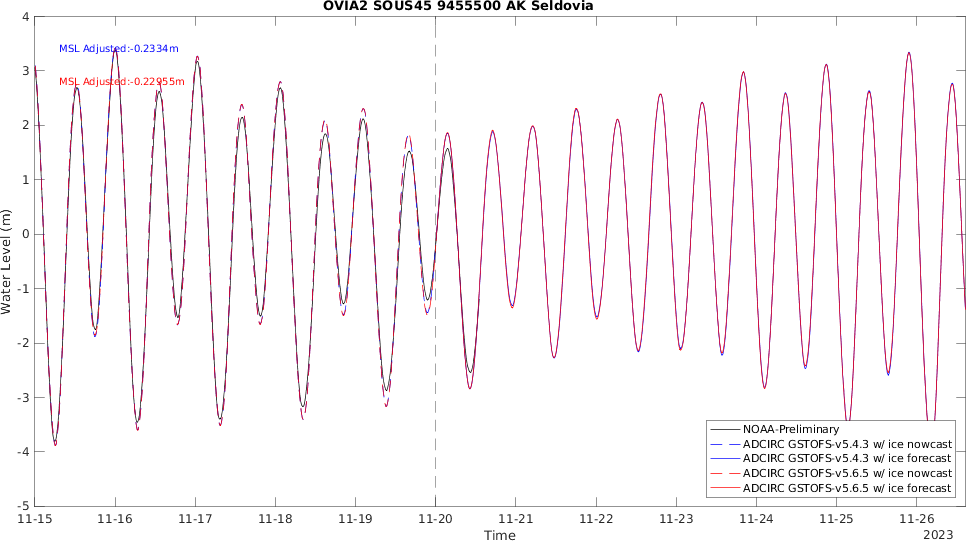 OVIA2 SOUS45 9455500 AK Seldovia
4
3
2
1
0
-1
-2
-3
-4
-5
Water Level (m)
MSL Adjusted:-0.2334m
MSL Adjusted:-0.22955m
NOAA-Preliminary
ADCIRC GSTOFS-v5.4.3 w/ ice nowcast
ADCIRC GSTOFS-v5.4.3 w/ ice forecast
ADCIRC GSTOFS-v5.6.5 w/ ice nowcast
ADCIRC GSTOFS-v5.6.5 w/ ice forecast
11-15 11-16 11-17 11-18 11-19 11-20 11-21 11-22 11-23 11-24 11-25 11-26
Time
2023